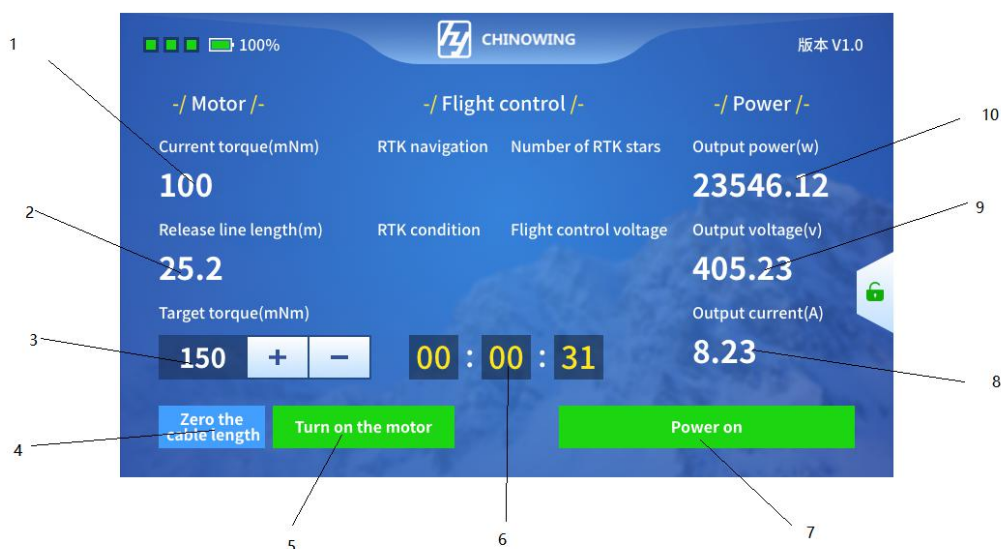 1
100%
hy CHINOWING
版本 V1.0
-/ Motor /-
-/ Flight control /-
-/ Power /-
10
Current torque(mNm)
RTK navigation
Number of RTK stars
Output power(w)
100
23546.12
2
9
Release line length(m)
RTK condition
Flight control voltage
Output voltage(v)
25.2
405.23
Target torque(mNm)
Output current(A)
3
150 + −
00 : 00 : 31
8.23
8
Zero the
cable length
Turn on the motor
Power on
4
5
6
7